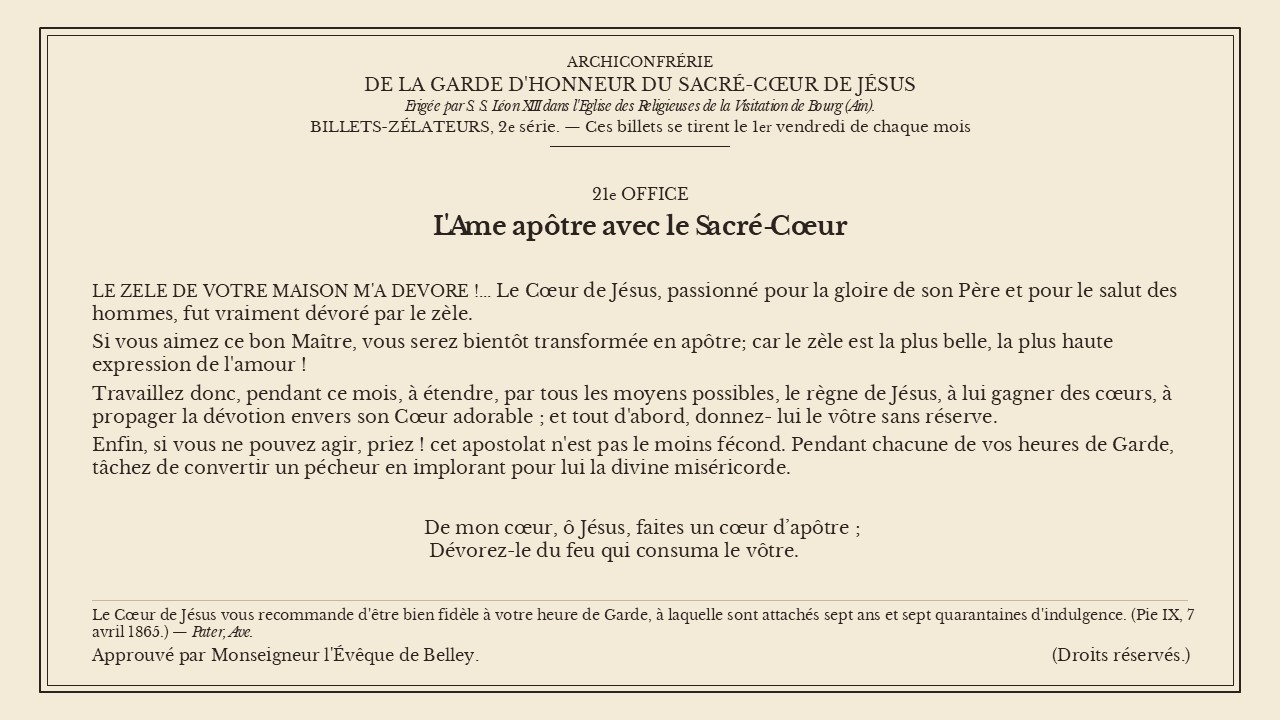 ARCHICONFRÉRIE
DE LA GARDE D'HONNEUR DU SACRÉ-CŒUR DE JÉSUS
Erigée par S. S. Léon XIII dans l'Eglise des Religieuses de la Visitation de Bourg (Ain).
BILLETS-ZÉLATEURS, 2e série. — Ces billets se tirent le 1er vendredi de chaque mois
21e OFFICE
L'Ame apôtre avec le Sacré-Cœur
LE ZELE DE VOTRE MAISON M'A DEVORE !... Le Cœur de Jésus, passionné pour la gloire de son Père et pour le salut des
hommes, fut vraiment dévoré par le zèle.
Si vous aimez ce bon Maître, vous serez bientôt transformée en apôtre; car le zèle est la plus belle, la plus haute
expression de l'amour !
Travaillez donc, pendant ce mois, à étendre, par tous les moyens possibles, le règne de Jésus, à lui gagner des cœurs, à
propager la dévotion envers son Cœur adorable ; et tout d'abord, donnez- lui le vôtre sans réserve.
Enfin, si vous ne pouvez agir, priez ! cet apostolat n'est pas le moins fécond. Pendant chacune de vos heures de Garde,
tâchez de convertir un pécheur en implorant pour lui la divine miséricorde.
De mon cœur, ô Jésus, faites un cœur d’apôtre ;
Dévorez-le du feu qui consuma le vôtre.
Le Cœur de Jésus vous recommande d'être bien fidèle à votre heure de Garde, à laquelle sont attachés sept ans et sept quarantaines d'indulgence. (Pie IX, 7
avril 1865.) — Pater, Ave.
Approuvé par Monseigneur l'Évêque de Belley. (Droits réservés.)